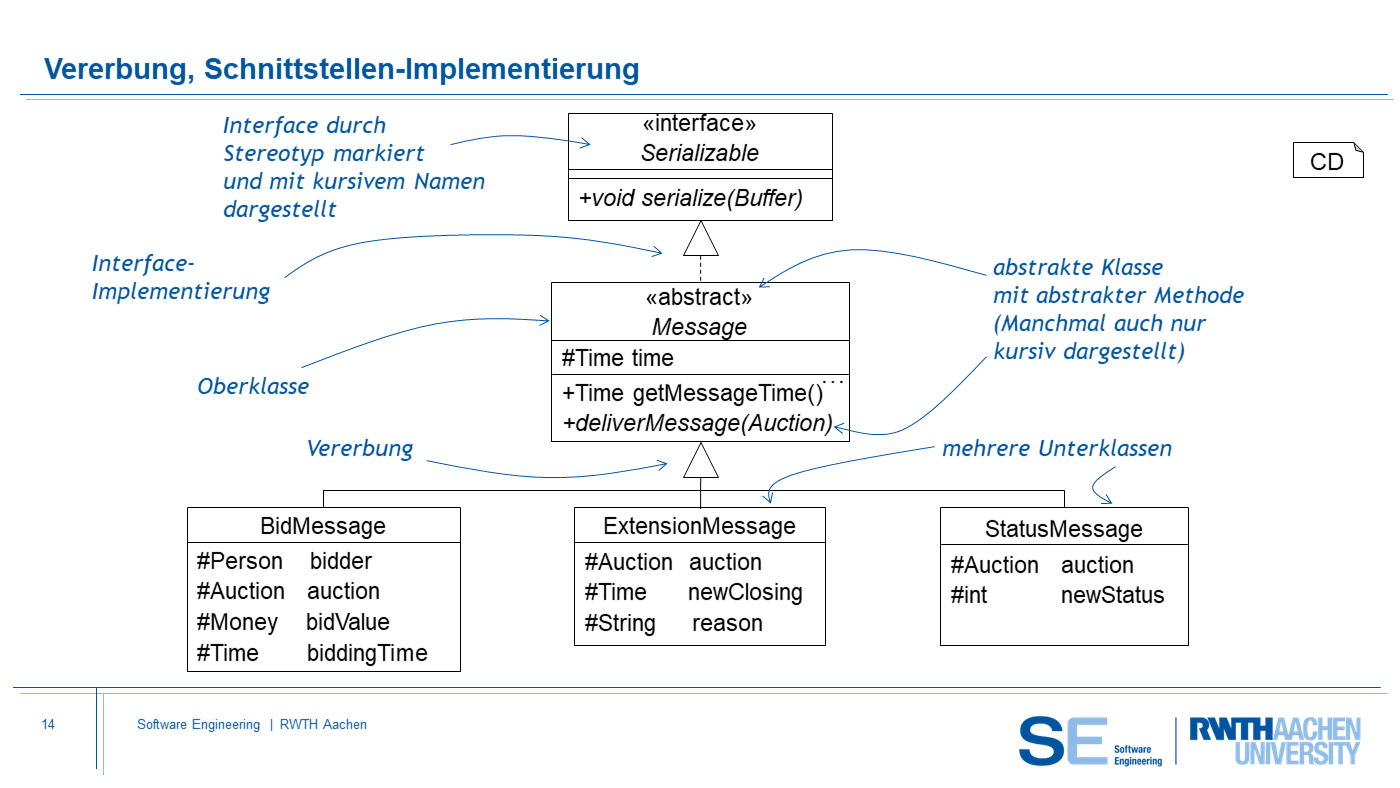 Vererbung, Schnittstellen-Implementierung
Interface durch
Stereotyp markiert
und mit kursivem Namen
dargestellt
«interface»
Serializable
+void serialize(Buffer)
CD
Interface-
Implementierung
«abstract»
Message
#Time time
+Time getMessageTime()
...
+deliverMessage(Auction)
abstrakte Klasse
mit abstrakter Methode
(Manchmal auch nur
kursiv dargestellt)
Oberklasse
Vererbung
mehrere Unterklassen
BidMessage
#Person bidder
#Auction auction
#Money bidValue
#Time biddingTime
ExtensionMessage
#Auction auction
#Time newClosing
#String reason
StatusMessage
#Auction auction
#int newStatus
14
Software Engineering | RWTH Aachen
SE Software
Engineering
RWTHAACHEN
UNIVERSITY